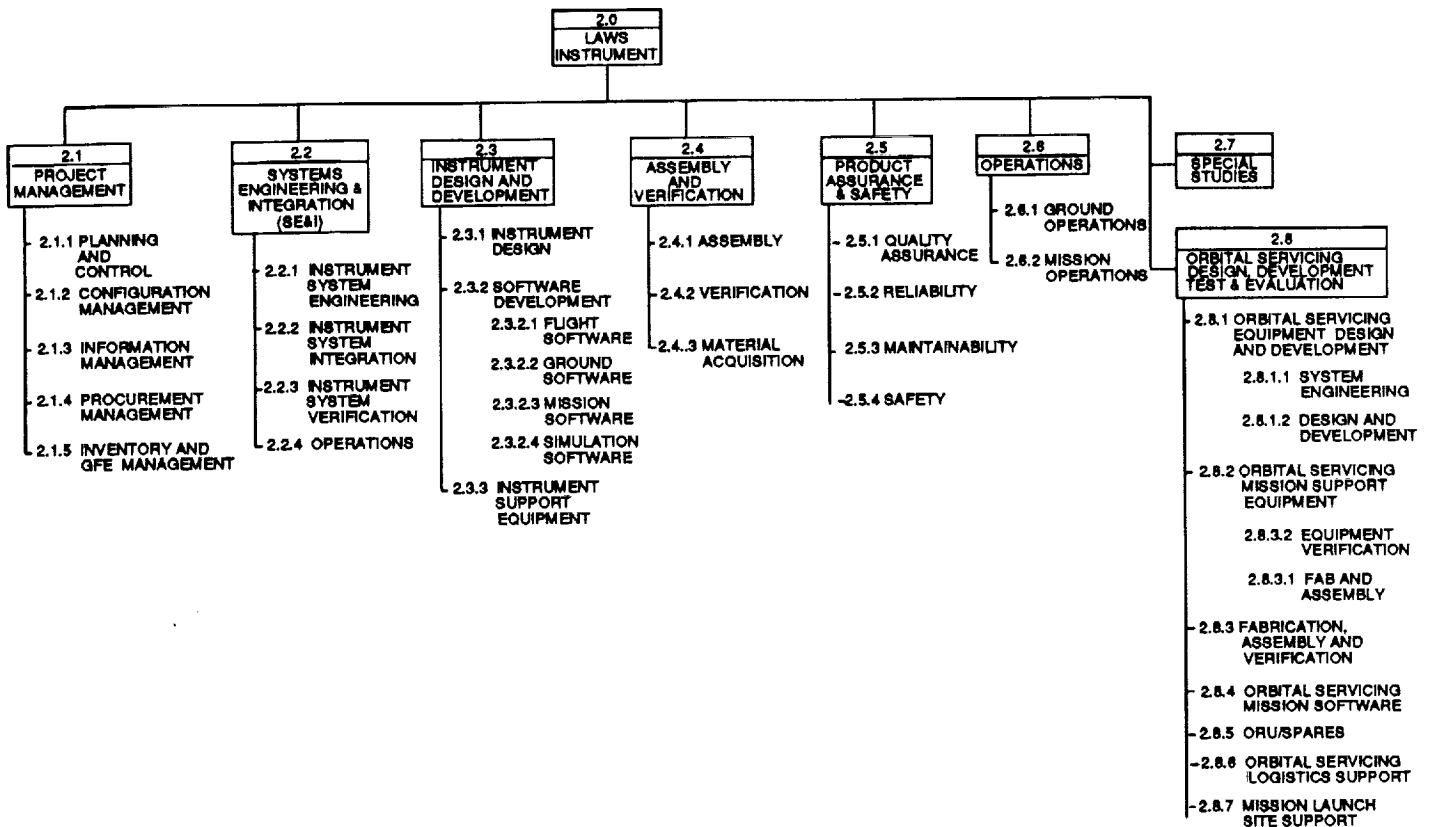 2.0
LAWS
INSTRUMENT
2.1
PROJECT
MANAGEMENT
2.1.1 PLANNING
AND
CONTROL
2.1.2 CONFIGURATION
MANAGEMENT
2.1.3 INFORMATION
MANAGEMENT
2.1.4 PROCUREMENT
MANAGEMENT
2.1.5 INVENTORY AND
GFE MANAGEMENT
2.2
SYSTEMS
ENGINEERING &
INTEGRATION
(SE&I)
2.2.1 INSTRUMENT
SYSTEM
ENGINEERING
2.2.2 INSTRUMENT
SYSTEM
INTEGRATION
2.2.3 INSTRUMENT
SYSTEM
VERIFICATION
2.2.4 OPERATIONS
2.3
INSTRUMENT
DESIGN AND
DEVELOPMENT
2.3.1 INSTRUMENT
DESIGN
2.3.2 SOFTWARE
DEVELOPMENT
2.3.2.1 FLIGHT
SOFTWARE
2.3.2.2 GROUND
SOFTWARE
2.3.2.3 MISSION
SOFTWARE
2.3.2.4 SIMULATION
SOFTWARE
2.3.3 INSTRUMENT
SUPPORT
EQUIPMENT
2.4
ASSEMBLY
AND
VERIFICATION
2.4.1 ASSEMBLY
2.4.2 VERIFICATION
2.4..3 MATERIAL
ACQUISITION
2.5
PRODUCT
ASSURANCE
& SAFETY
2.5.1 QUALITY
ASSURANCE
2.5.2 RELIABILITY
2.5.3 MAINTAINABILITY
2.5.4 SAFETY
2.6
OPERATIONS
2.6.1 GROUND
OPERATIONS
2.6.2 MISSION
OPERATIONS
2.7
SPECIAL
STUDIES
2.8
ORBITAL SERVICING
DESIGN, DEVELOPMENT
TEST & EVALUATION
2.8.1 ORBITAL SERVICING
EQUIPMENT DESIGN
AND DEVELOPMENT
2.8.1.1 SYSTEM
ENGINEERING
2.8.1.2 DESIGN AND
DEVELOPMENT
2.8.2 ORBITAL SERVICING
MISSION SUPPORT
EQUIPMENT
2.8.3.2 EQUIPMENT
VERIFICATION
2.8.3.1 FAB AND
ASSEMBLY
2.8.3 FABRICATION,
ASSEMBLY AND
VERIFICATION
2.8.4 ORBITAL SERVICING
MISSION SOFTWARE
2.8.5 ORU/SPARES
2.8.6 ORBITAL SERVICING
LOGISTICS SUPPORT
2.8.7 MISSION LAUNCH
SITE SUPPORT